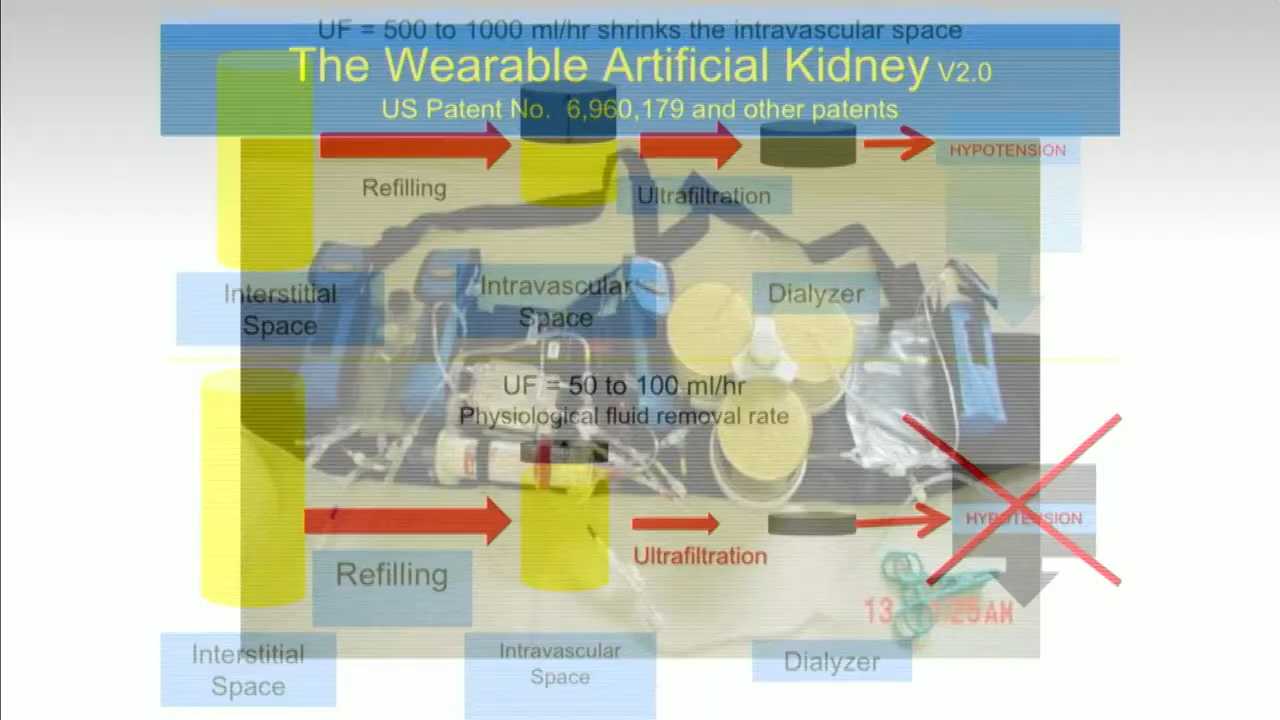 UF = 500 to 1000 ml/hr shrinks the intravascular space
The Wearable Artificial Kidney V2.0
US Patent No. 6,960,179 and other patents
HYPOTENSION
Refilling
Ultrafiltration
Interstitial
Space
Intravascular
Space
Dialyzer
UF = 50 to 100 ml/hr
Physiological fluid removal rate
HYPOTENSION
Ultrafiltration
Refilling
13
:25AM
Interstitial
Space
Intravascular
Space
Dialyzer